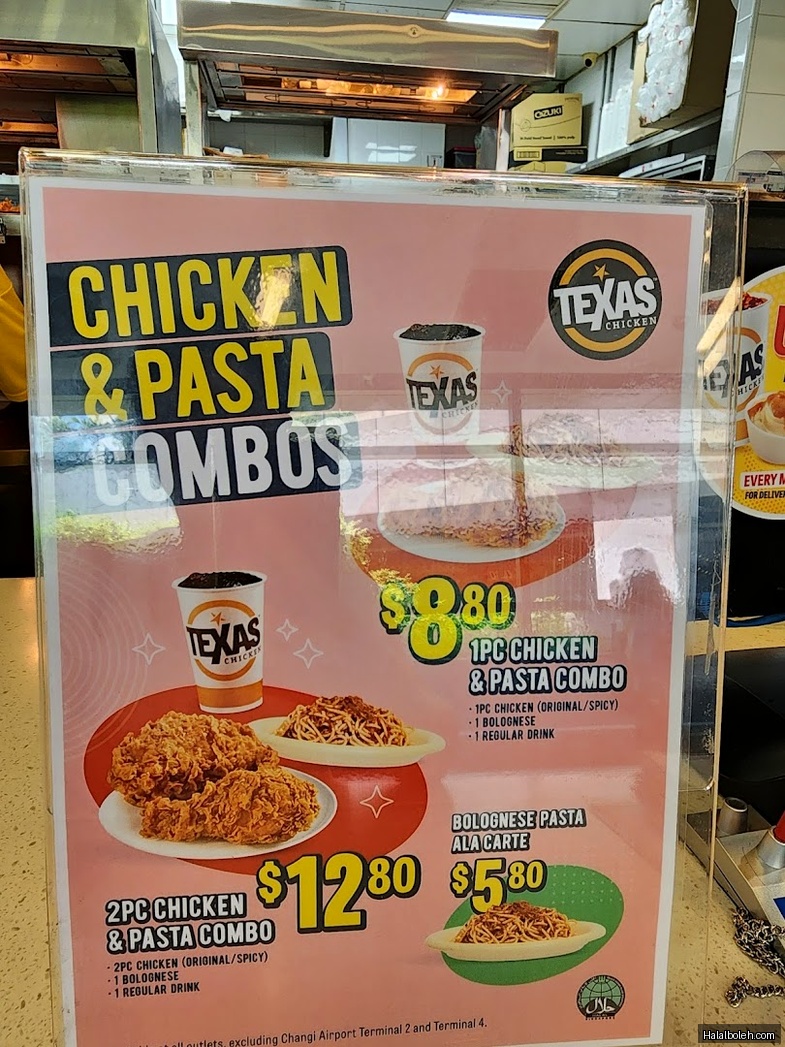 OZUKI
CHICKEN
& PASTA
COMBOS
TEXAS
CHICKEN
TEXAS
CHICKEN
$8.80
1PC CHICKEN
& PASTA COMBO
· 1PC CHICKEN (ORIGINAL/SPICY)
· 1 BOLOGNESE
· 1 REGULAR DRINK
TEXAS
CHICKEN
BOLOGNESE PASTA
ALA CARTE
$5.80
$12.80
2PC CHICKEN
& PASTA COMBO
· 2PC CHICKEN (ORIGINAL/SPICY)
· 1 BOLOGNESE
· 1 REGULAR DRINK
حلال
all outlets, excluding Changi Airport Terminal 2 and Terminal 4.
EVERY
FOR
Halalboleh.com